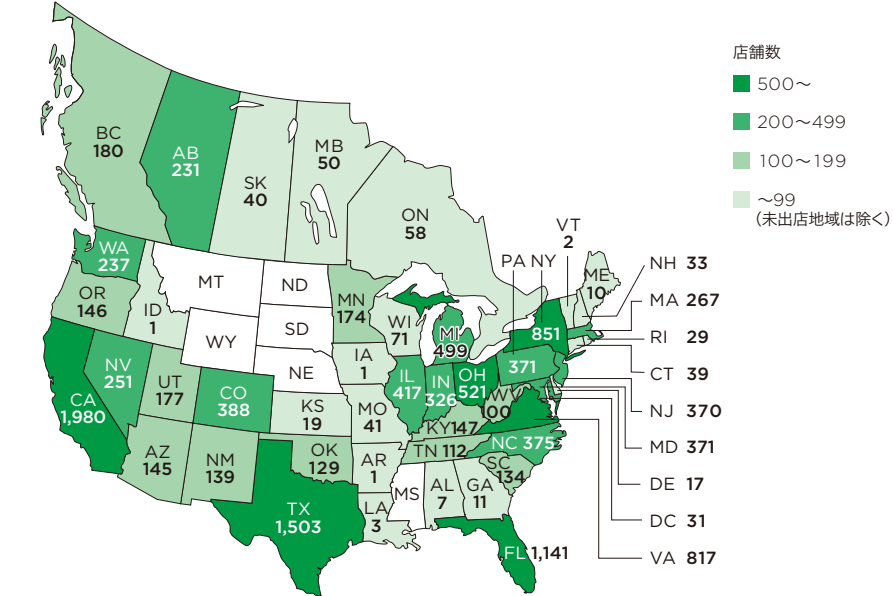 店舗数
500〜
200〜499
100〜199
〜99
(未出店地域は除く)
BC
180
AB
231
SK
40
MB
50
ON
58
WA
237
OR
146
ID
1
MT
ND
MN
174
WY
SD
WI
71
MI
499
VT
2
PA
NY
851
371
ME
10
NH 33
MA 267
RI 29
CT 39
NJ 370
MD 371
DE 17
DC 31
VA 817
CA
1,980
NV
251
UT
177
CO
388
NE
IA
1
IL
417
IN
326
OH
521
WV
100
KS
19
MO
41
KY147
AZ
145
NM
139
OK
129
AR
1
TN 112
NC 375
SC
134
TX
1,503
LA
3
MS
AL
7
GA
11
FL 1,141